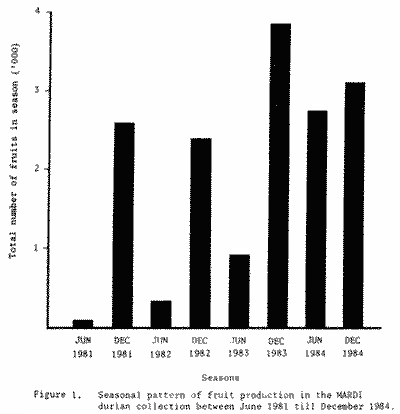 Total number of fruits in season ('000)
4
3
2
1
JUN DEC JUN DEC JUN DEC JUN DEC
1981 1981 1982 1982 1983 1983 1984 1984
Seasons
Figure 1. Seasonal pattern of fruit production in the MARDI
durian collection between June 1981 till December 1984.